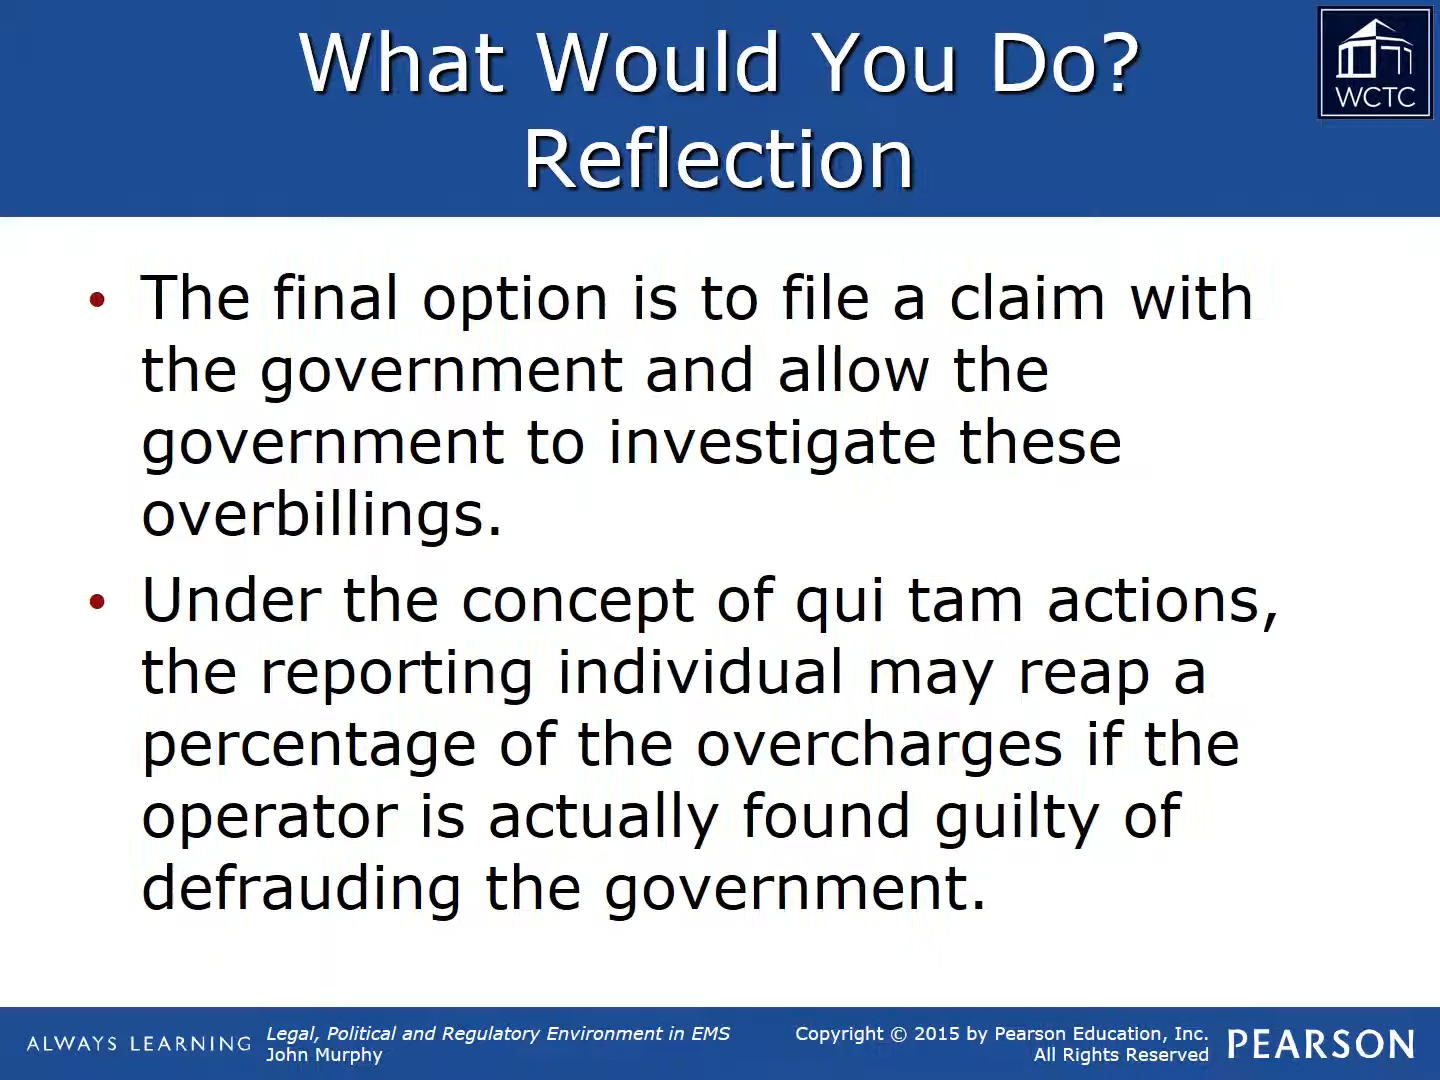 What Would You Do?
Reflection
WCTC
• The final option is to file a claim with
the government and allow the
government to investigate these
overbillings.
• Under the concept of qui tam actions,
the reporting individual may reap a
percentage of the overcharges if the
operator is actually found guilty of
defrauding the government.
ALWAYS LEARNING
Legal, Political and Regulatory Environment in EMS
John Murphy
Copyright © 2015 by Pearson Education, Inc.
All Rights Reserved
PEARSON